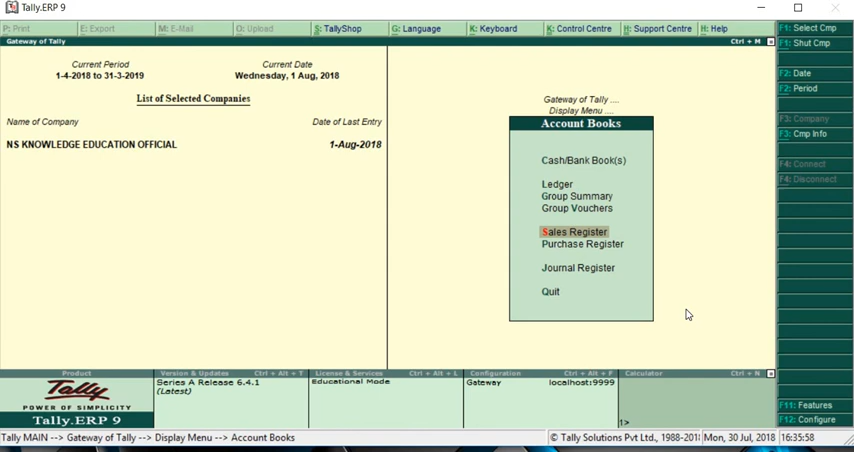 Tally.ERP 9
P: Print E: Export M: E-Mail O: Upload S: TallyShop G: Language K: Keyboard K: Control Centre H: Support Centre H: Help
Gateway of Tally Ctrl + M
Current Period Current Date
1-4-2018 to 31-3-2019 Wednesday, 1 Aug, 2018
List of Selected Companies
Name of Company Date of Last Entry
NS KNOWLEDGE EDUCATION OFFICIAL 1-Aug-2018
Gateway of Tally ....
Display Menu ....
Account Books
Cash/Bank Book(s)
Ledger
Group Summary
Group Vouchers
Sales Register
Purchase Register
Journal Register
Quit
F1: Select Cmp
F1: Shut Cmp
F2: Date
F2: Period
F3: Company
F3: Cmp Info
F4: Connect
F4: Disconnect
F11: Features
F12: Configure
Product
Tally
POWER OF SIMPLICITY
Tally.ERP 9
Version & Updates Ctrl + Alt + T
Series A Release 6.4.1
(Latest)
License & Services Ctrl + Alt + L
Educational Mode
Configuration Ctrl + Alt + F
Gateway localhost:9999
Calculator Ctrl + N
1>
Tally MAIN --> Gateway of Tally --> Display Menu --> Account Books © Tally Solutions Pvt Ltd., 1988-201 Mon, 30 Jul, 2018 16:35:58